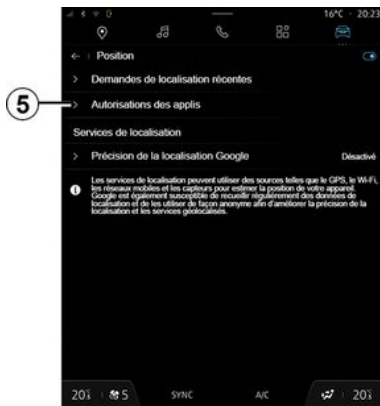 16°C · 20:23
← Position
> Demandes de localisation récentes
5
> Autorisations des applis
Services de localisation
> Précision de la localisation Google Désactivé
Les services de localisation peuvent utiliser des sources telles que le GPS, le Wi-Fi,
les réseaux mobiles et les capteurs pour estimer la position de votre appareil.
Google est également susceptible de recueillir régulièrement des données de
localisation et de les utiliser de façon anonyme afin d'améliorer la précision de la
localisation et les services géolocalisés.
5 SYNC A/C